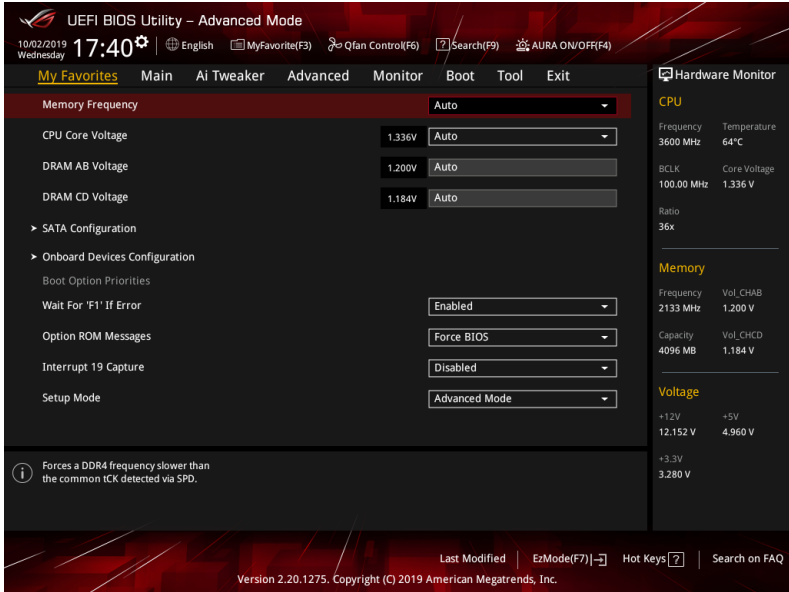 UEFI BIOS Utility – Advanced Mode
10/02/2019 Wednesday 17:40 English MyFavorite(F3) Qfan Control(F6) ? Search(F9) AURA ON/OFF(F4)
My Favorites Main Ai Tweaker Advanced Monitor Boot Tool Exit
Memory Frequency Auto
CPU Core Voltage 1.336V Auto
DRAM AB Voltage 1.200V Auto
DRAM CD Voltage 1.184V Auto
> SATA Configuration
> Onboard Devices Configuration
Boot Option Priorities
Wait For 'F1' If Error Enabled
Option ROM Messages Force BIOS
Interrupt 19 Capture Disabled
Setup Mode Advanced Mode
Forces a DDR4 frequency slower than
the common tCK detected via SPD.
Hardware Monitor
CPU
Frequency Temperature
3600 MHz 64°C
BCLK Core Voltage
100.00 MHz 1.336 V
Ratio
36x
Memory
Frequency Vol_CHAB
2133 MHz 1.200 V
Capacity Vol_CHCD
4096 MB 1.184 V
Voltage
+12V +5V
12.152 V 4.960 V
+3.3V
3.280 V
Last Modified EzMode(F7) Hot Keys ? Search on FAQ
Version 2.20.1275. Copyright (C) 2019 American Megatrends, Inc.